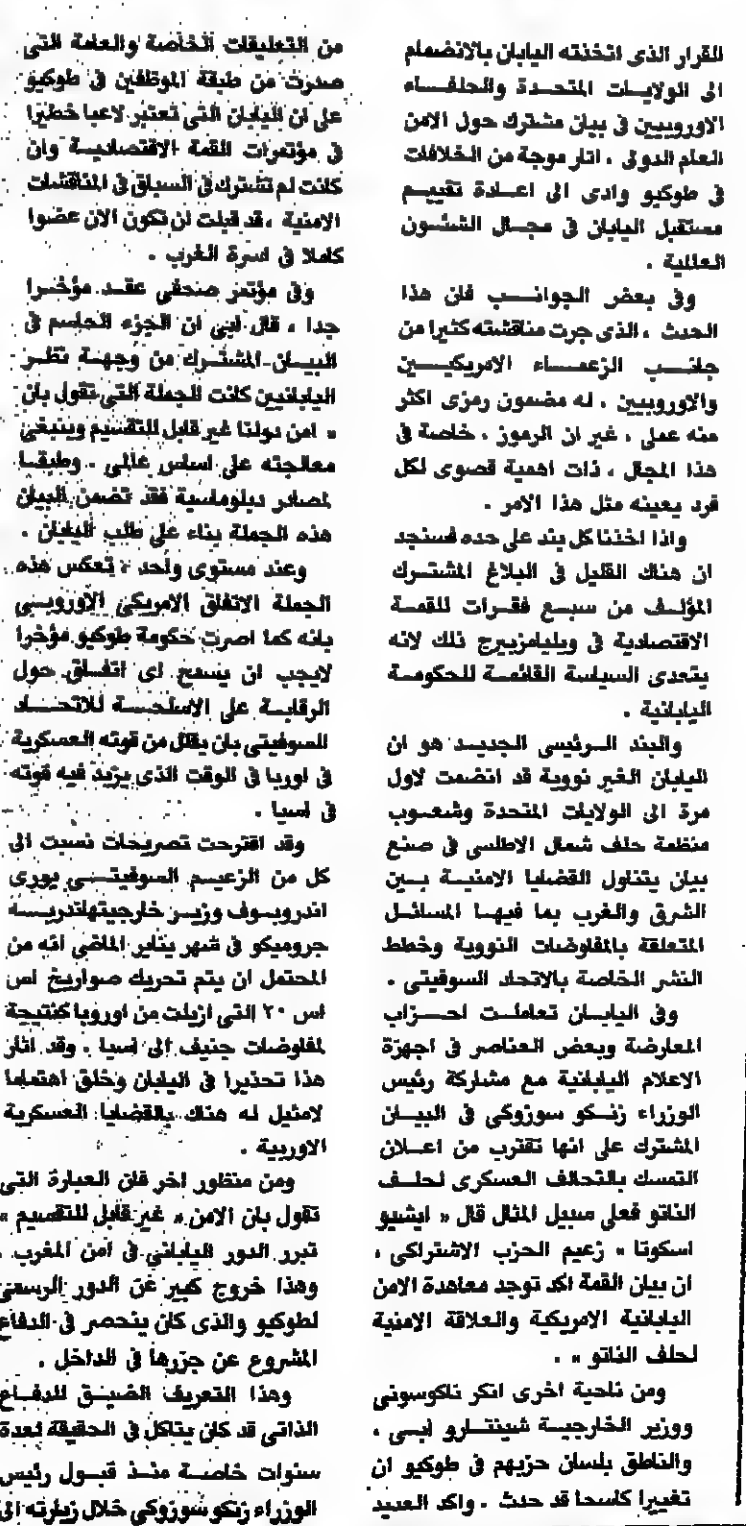 للقرار الذى اتخذته اليابان بالانضمام
الى الولايات المتحدة والحلفاء
الاوروبيين فى بيان مشترك حول الامن
العام الدولى ، اثار موجة من الخلافات
فى طوكيو وادى الى اعادة تقييم
مستقبل اليابان فى مجال الشئون
العالمية .
وفى بعض الجوانب فان هذا
الحدث ، الذى جرت مناقشته كثيرا من
جانب الزعماء الامريكيين
والاوروبيين ، له مضمون رمزى اكثر
منه عملى ، غير ان الرموز ، خاصة فى
هذا المجال ، ذات اهمية قصوى لكل
فرد يعينه مثل هذا الامر .
واذا اخذنا كل بند على حده فسنجد
ان هناك القليل فى البلاغ المشترك
المؤلف من سبع فقرات للقمة
الاقتصادية فى ويليامزبيرج ذلك لانه
يتعدى السياسة القائمة للحكومة
اليابانية .
والبند الرئيسى الجديد هو ان
اليابان الغير نووية قد انضمت لاول
مرة الى الولايات المتحدة وشعوب
منظمة حلف شمال الاطلسى فى صنع
بيان يتناول القضايا الامنية بين
الشرق والغرب بما فيها المسائل
المتعلقة بالمفاوضات النووية وخطط
النشر الخاصة بالاتحاد السوفيتى .
وفى اليابان تعاملت احزاب
المعارضة وبعض العناصر فى اجهزة
الاعلام اليابانية مع مشاركة رئيس
الوزراء زنكو سوزوكى فى البيان
المشترك على انها تقترب من اعلان
التمسك بالتحالف العسكرى لحلف
الناتو فعلى سبيل المثال قال « ايشيو
اسكوتا » زعيم الحزب الاشتراكى ،
ان بيان القمة اكد توجد معاهدة الامن
اليابانية الامريكية والعلاقة الامنية
لحلف الناتو » .
ومن ناحية اخرى انكر ناكوسونى
ووزير الخارجية شينتارو ابى ،
والناطق بلسان حزبهم فى طوكيو ان
تغييرا كاسحا قد حدث . واكد العديد
من التعليقات الخاصة والعامة التى
صدرت من طبقة الموظفين فى طوكيو
على ان اليابان التى تعتبر لاعبا خطيرا
فى مؤتمرات القمة الاقتصادية وان
كانت لم تشترك فى السباق فى المناقشات
الامنية ، قد قبلت ان تكون الان عضوا
كاملا فى اسرة الغرب .
وفى مؤتمر صحفى عقد مؤخرا
جدا ، قال ابى ان الجزء الحاسم فى
البيان المشترك من وجهة نظر
اليابانيين كانت الجملة التى تقول بان
« امن دولنا غير قابل للتقسيم وينبغى
معالجته على اساس عالمى . وطبقا
لمصادر دبلوماسية فقد تضمن البيان
هذه الجملة بناء على طلب اليابان .
وعند مستوى واحد ، تعكس هذه
الجملة الاتفاق الامريكى الاوروبى
بانه كما اصرت حكومة طوكيو مؤخرا
لايجب ان يسمح اى اتفاق حول
الرقابة على الاسلحة للاتحاد
السوفيتى بان يقلل من قوته العسكرية
فى اوربا فى الوقت الذى يزيد فيه قوته
فى اسيا .
وقد اقترحت تصريحات نسبت الى
كل من الزعيم السوفيتى يورى
اندروبوف وزير خارجيتهاندريه
جروميكو فى شهر يناير الماضى انه من
المحتمل ان يتم تحريك صواريخ اس
اس ٢٠ التى ازيلت من اوروبا كنتيجة
لمفاوضات جنيف الى اسيا . وقد اثار
هذا تحذيرا فى اليابان وخلق اهتماما
لامثيل له هناك بالقضايا العسكرية
الاوربية .
ومن منظور اخر فان العبارة التى
تقول بان الامن « غير قابل للتقسيم »
تبرر الدور اليابانى فى امن المغرب ،
وهذا خروج كبير عن الدور الرسمى
لطوكيو والذى كان ينحصر فى الدفاع
المشروع عن جزرها فى الداخل .
وهذا التعريف الضيق للدفاع
الذاتى قد كان يتاكل فى الحقيقة لعدة
سنوات خاصة منذ قبول رئيس
الوزراء زنكو سوزوكى خلال زيارته الى